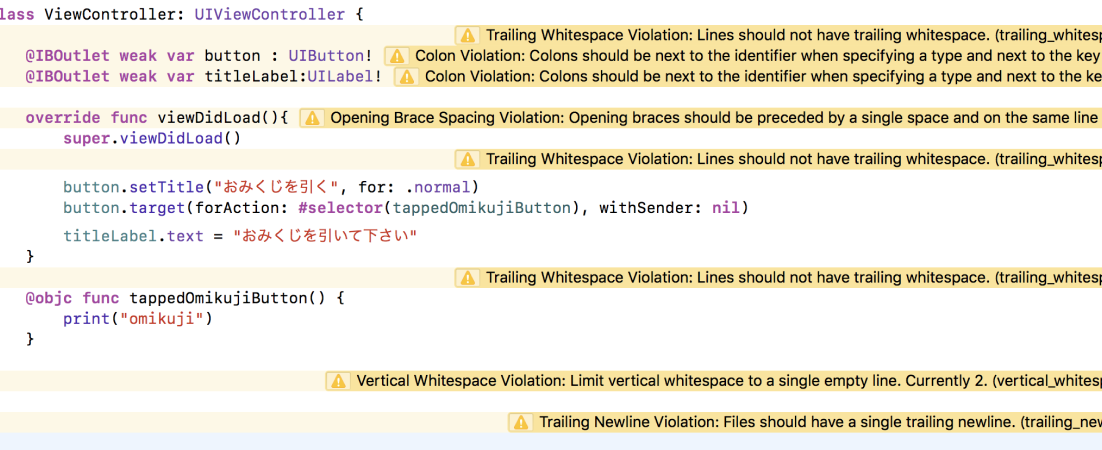 lass ViewController: UIViewController {
Trailing Whitespace Violation: Lines should not have trailing whitespace. (trailing_whitesp
@IBOutlet weak var button : UIButton! Colon Violation: Colons should be next to the identifier when specifying a type and next to the key
@IBOutlet weak var titleLabel:UILabel! Colon Violation: Colons should be next to the identifier when specifying a type and next to the ke
override func viewDidLoad(){ Opening Brace Spacing Violation: Opening braces should be preceded by a single space and on the same line
super.viewDidLoad()
Trailing Whitespace Violation: Lines should not have trailing whitespace. (trailing_whitesp
button.setTitle("おみくじを引く", for: .normal)
button.target(forAction: #selector(tappedOmikujiButton), withSender: nil)
titleLabel.text = "おみくじを引いて下さい"
}
Trailing Whitespace Violation: Lines should not have trailing whitespace. (trailing_whitesp
@objc func tappedOmikujiButton() {
print("omikuji")
}
Vertical Whitespace Violation: Limit vertical whitespace to a single empty line. Currently 2. (vertical_whitesp
Trailing Newline Violation: Files should have a single trailing newline. (trailing_new